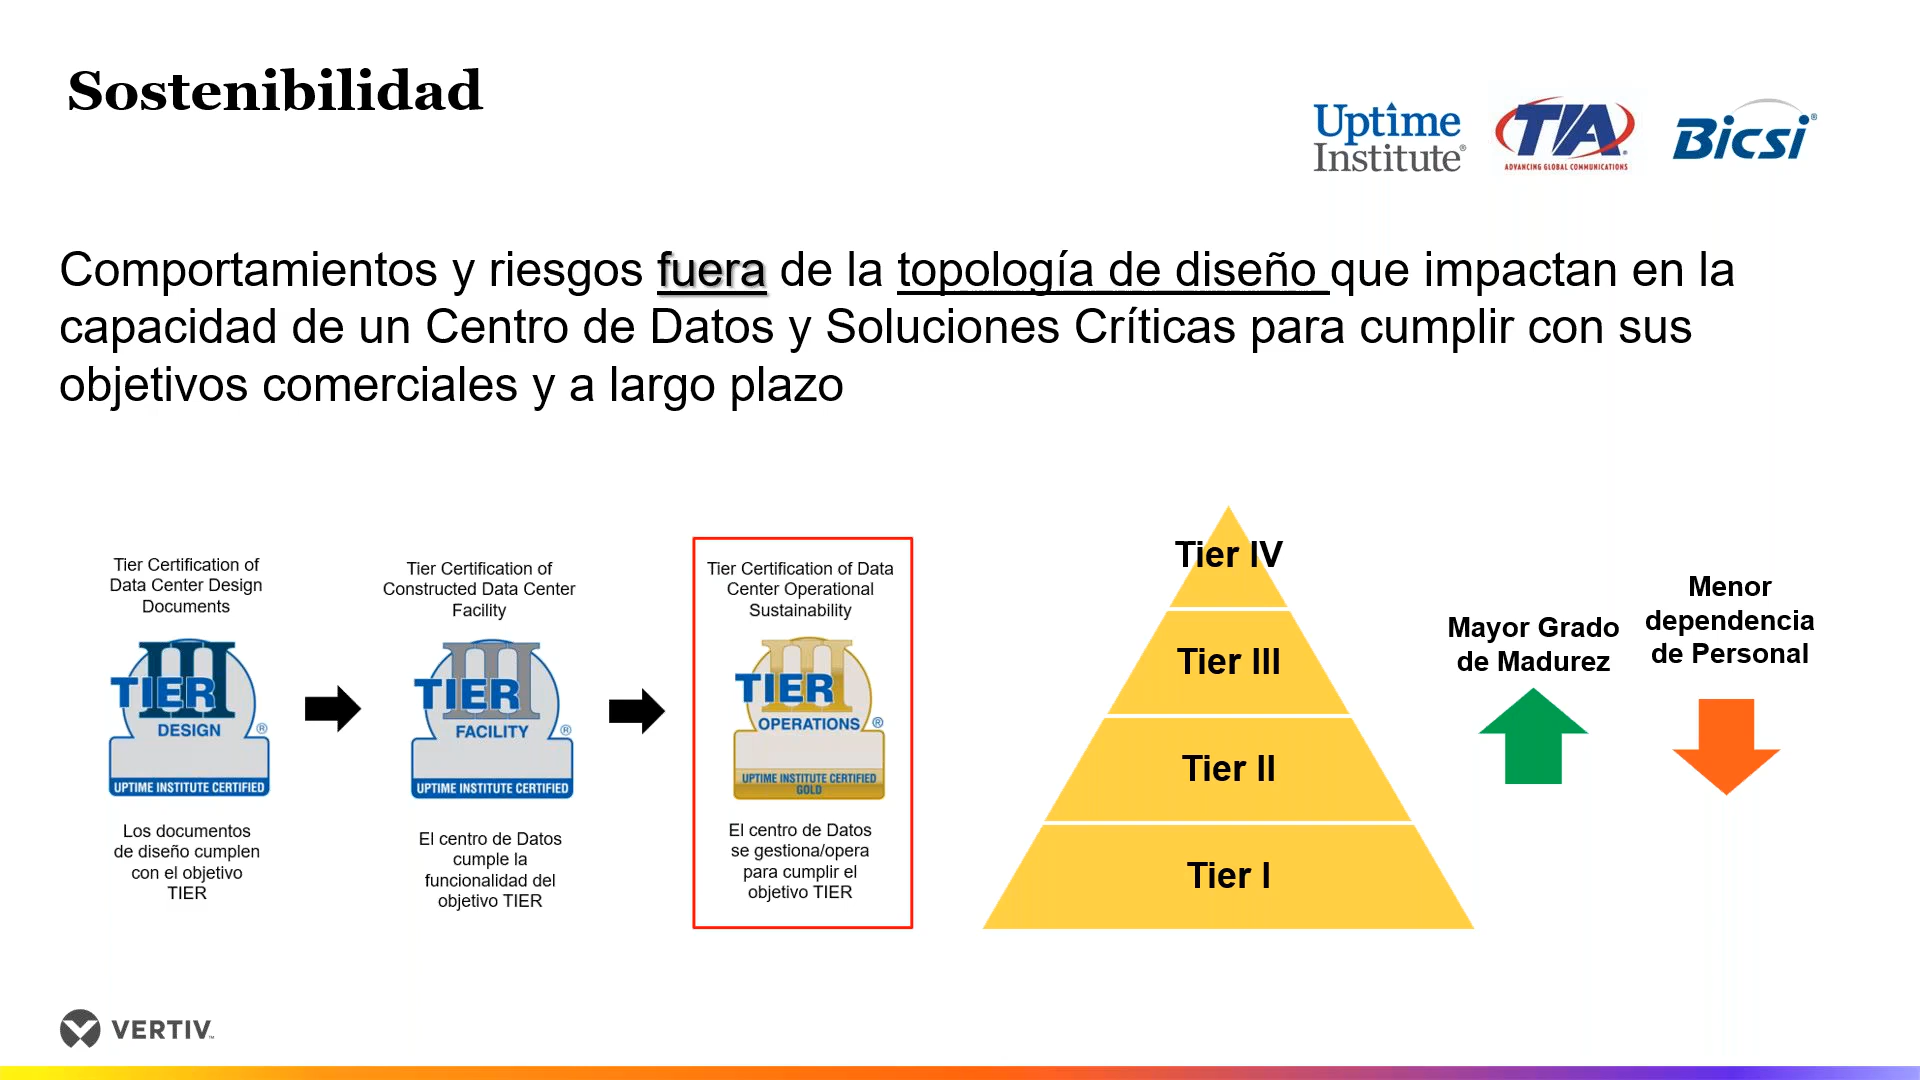 Sostenibilidad
Uptime
Institute®
TIA
ADVANCING GLOBAL COMMUNICATIONS
Bicsi®
Comportamientos y riesgos fuera de la topología de diseño que impactan en la
capacidad de un Centro de Datos y Soluciones Críticas para cumplir con sus
objetivos comerciales y a largo plazo
Tier Certification of
Data Center Design
Documents
III
TIER
DESIGN
®
UPTIME INSTITUTE CERTIFIED
Los documentos
de diseño cumplen
con el objetivo
TIER
Tier Certification of
Constructed Data Center
Facility
III
TIER
FACILITY
®
UPTIME INSTITUTE CERTIFIED
El centro de Datos
cumple la
funcionalidad del
objetivo TIER
Tier Certification of Data
Center Operational
Sustainability
III
TIER
OPERATIONS
®
UPTIME INSTITUTE CERTIFIED
GOLD
El centro de Datos
se gestiona/opera
para cumplir el
objetivo TIER
Tier IV
Tier III
Tier II
Tier I
Mayor Grado
de Madurez
Menor
dependencia
de Personal
VERTIV™